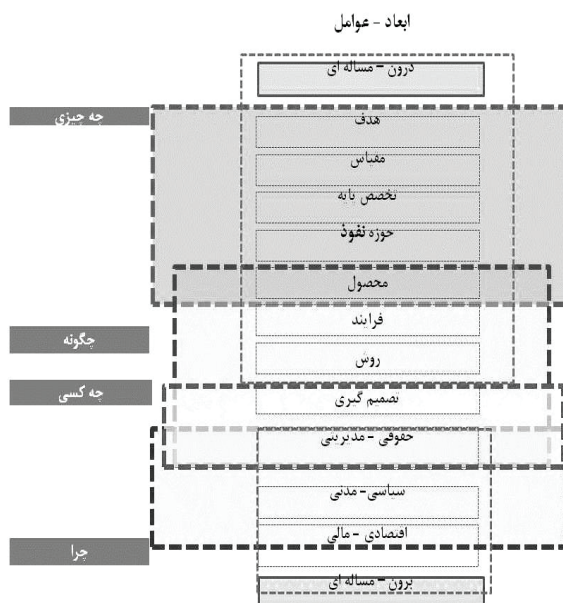 ابعاد - عوامل
درون – مساله ای
چه چیزی
هدف
مقیاس
تخصص پایه
حوزه نفوذ
محصول
فرایند
چگونه
روش
چه کسی
تصمیم گیری
حقوقی – مدیریتی
سیاسی- مدنی
اقتصادی – مالی
چرا
برون – مساله ای